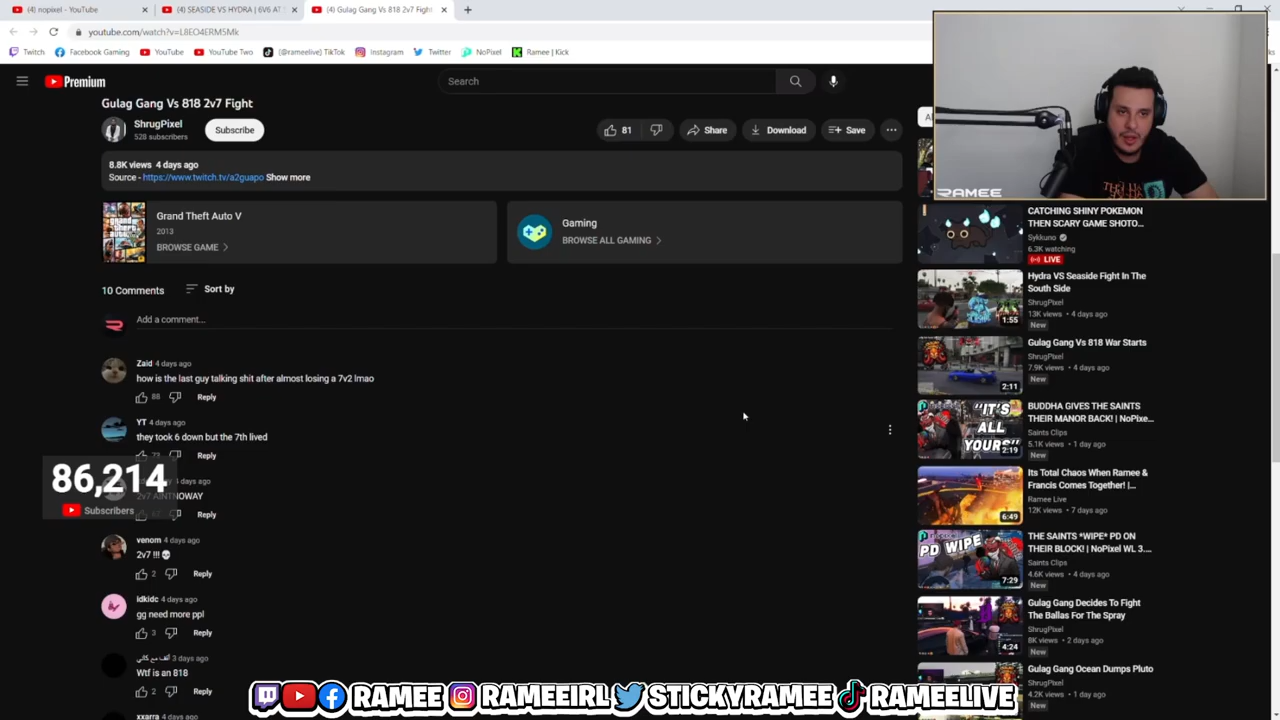 (4) nopixel - YouTube
(4) SEASIDE VS HYDRA | 6V6 AT
(4) Gulag Gang Vs 818 2v7 Fight
youtube.com/watch?v=L8EO4ERM5Mk
Twitch
Facebook Gaming
YouTube
YouTube Two
(@rameelive) TikTok
Instagram
Twitter
NoPixel
Ramee | Kick
Premium
Search
Gulag Gang Vs 818 2v7 Fight
ShrugPixel
528 subscribers
Subscribe
81
Share
Download
Save
8.8K views 4 days ago
Source - https://www.twitch.tv/a2guapo Show more
Grand Theft Auto V
2013
BROWSE GAME
Gaming
BROWSE ALL GAMING
10 Comments
Sort by
Add a comment...
Zaid 4 days ago
how is the last guy talking shit after almost losing a 7v2 lmao
88
Reply
YT 4 days ago
they took 6 down but the 7th lived
Reply
86,214
Subscribers
4 days ago
2v7 AINTNOWAY
Reply
venom 4 days ago
2v7 !!! 💀
2
Reply
idkidc 4 days ago
gg need more ppl
3
Reply
3 days ago
Wtf is an 818
2
Reply
xxarra 4 days ago
RAMEE
CATCHING SHINY POKEMON
THEN SCARY GAME SHOTO...
Sykkuno
6.3K watching
LIVE
Hydra VS Seaside Fight In The
South Side
ShrugPixel
13K views • 4 days ago
New
1:55
Gulag Gang Vs 818 War Starts
ShrugPixel
7.9K views • 4 days ago
New
2:11
BUDDHA GIVES THE SAINTS
THEIR MANOR BACK! | NoPixe...
Saints Clips
5.1K views • 1 day ago
New
"IT'S
ALL
YOURS"
2:19
Its Total Chaos When Ramee &
Francis Comes Together! |...
Ramee Live
12K views • 7 days ago
6:49
THE SAINTS *WIPE* PD ON
THEIR BLOCK! | NoPixel WL 3....
Saints Clips
4.6K views • 4 days ago
New
PD WIPE
7:29
Gulag Gang Decides To Fight
The Ballas For The Spray
ShrugPixel
8K views • 2 days ago
New
4:24
Gulag Gang Ocean Dumps Pluto
ShrugPixel
4.2K views • 1 day ago
New
RAMEE
RAMEEIRL
STICKYRAMEE
RAMEELIVE